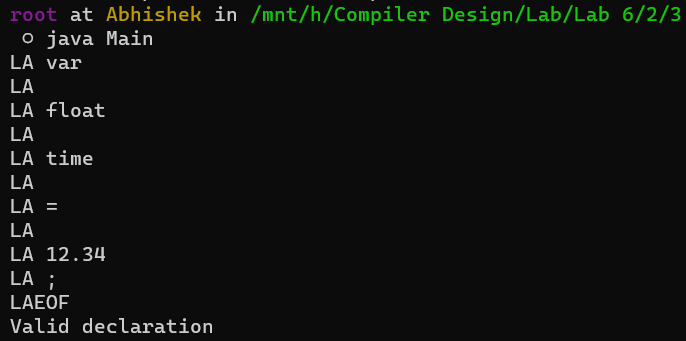 root at Abhishek in /mnt/h/Compiler Design/Lab/Lab 6/2/3
o java Main
LA var
LA
LA float
LA
LA time
LA
LA =
LA
LA 12.34
LA ;
LAEOF
Valid declaration